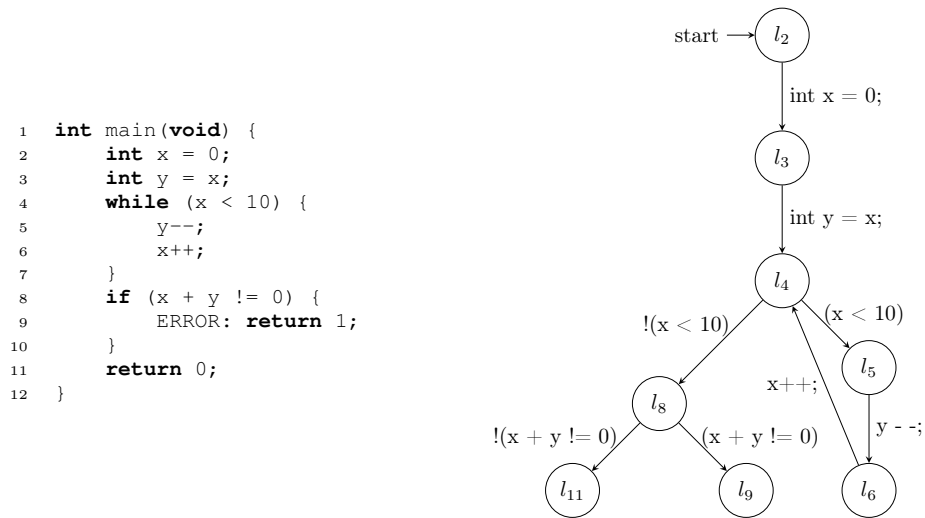 1 int main(void) {
2 int x = 0;
3 int y = x;
4 while (x < 10) {
5 y--;
6 x++;
7 }
8 if (x + y != 0) {
9 ERROR: return 1;
10 }
11 return 0;
12 }
start l2
int x = 0;
l3
int y = x;
l4
!(x < 10) (x < 10)
l5
x++;
l8
y - -;
!(x + y != 0) (x + y != 0)
l11 l9 l6